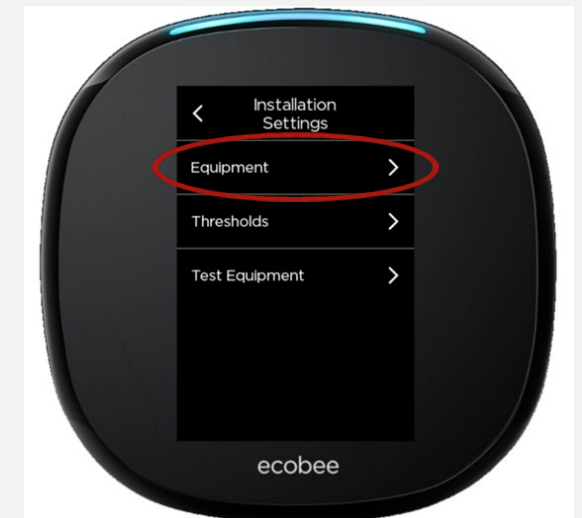 Installation
Settings
Equipment
Thresholds
Test Equipment
ecobee